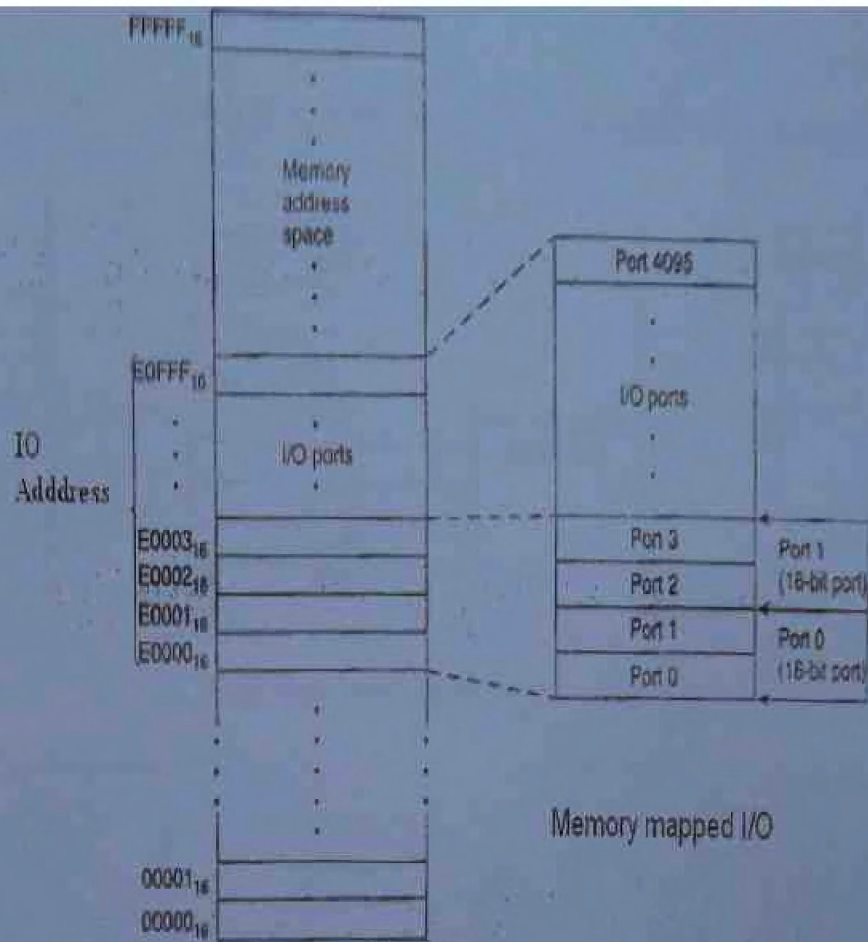 FFFFF16
Memory
address
space
E0FFF16
IO
Adddress
I/O ports
E000316
E000216
E000116
E000016
0000116
0000016
Port 4095
I/O ports
Port 3
Port 2
Port 1
Port 0
Port 1
(16-bit port)
Port 0
(16-bit port)
Memory mapped I/O